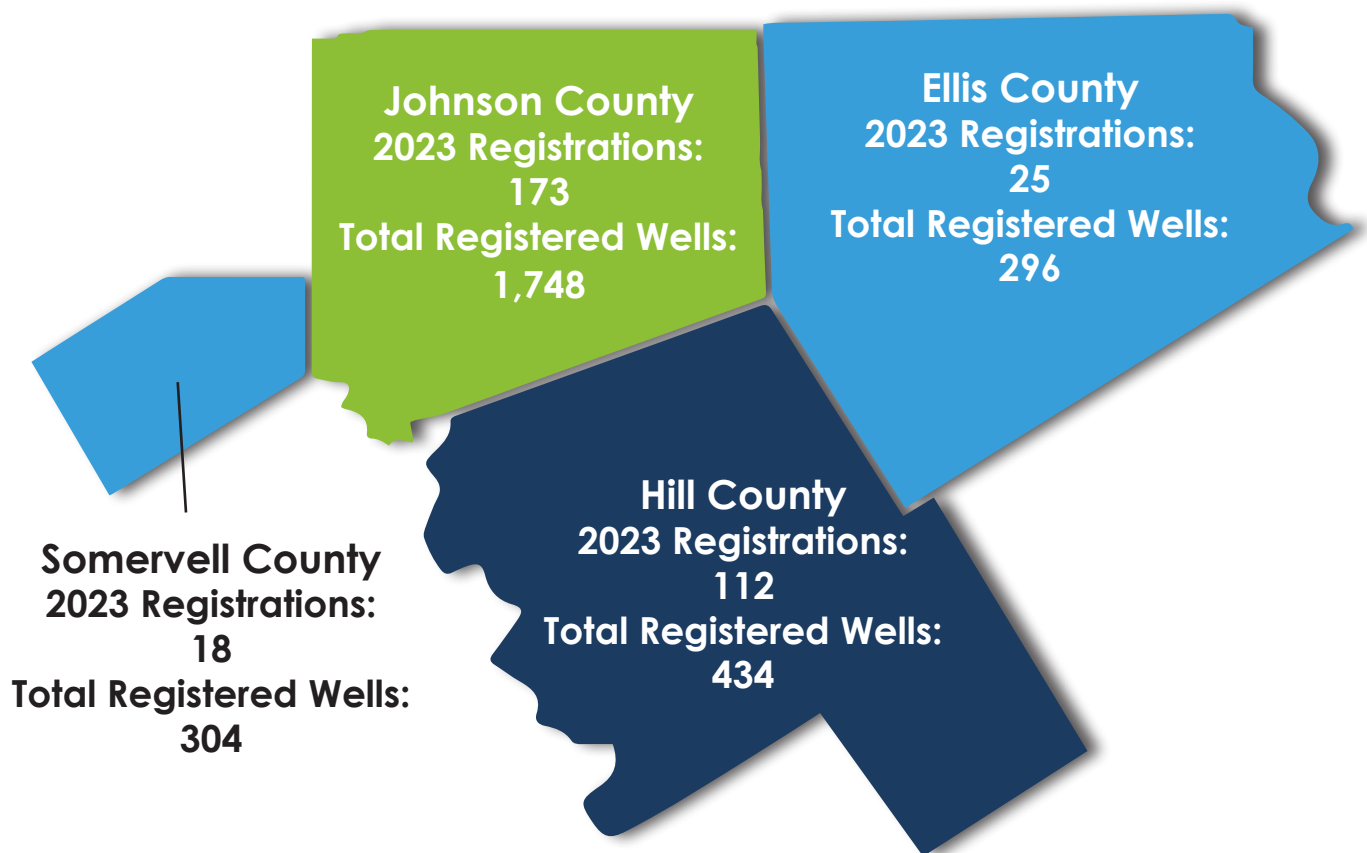 Johnson County
2023 Registrations:
173
Total Registered Wells:
1,748
Ellis County
2023 Registrations:
25
Total Registered Wells:
296
Somervell County
2023 Registrations:
18
Total Registered Wells:
304
Hill County
2023 Registrations:
112
Total Registered Wells:
434